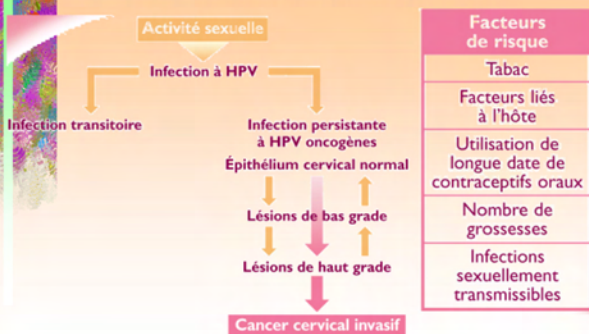 Activité sexuelle
Infection à HPV
Infection transitoire
Infection persistante
à HPV oncogènes
Épithélium cervical normal
Lésions de bas grade
Lésions de haut grade
Cancer cervical invasif
Facteurs
de risque
Tabac
Facteurs liés
à l'hôte
Utilisation de
longue date de
contraceptifs oraux
Nombre de
grossesses
Infections
sexuellement
transmissibles